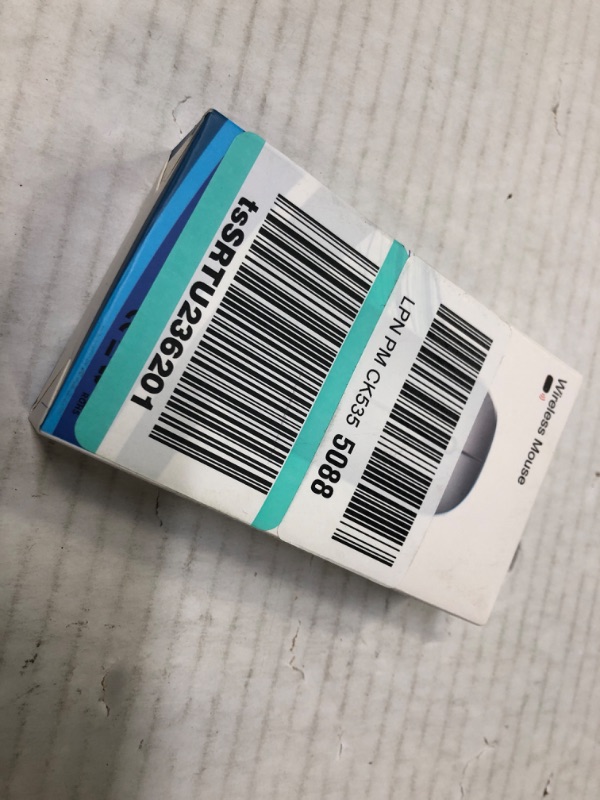 tsSRTU236201
LPN PM CK535 5088
Wireless Mouse